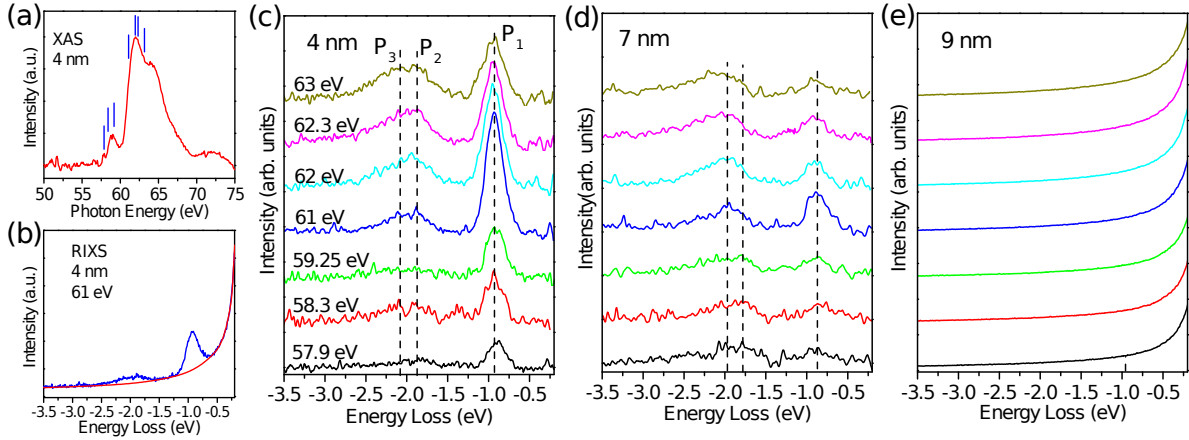 (a)
XAS
4 nm
Intensity (a.u.)
50 55 60 65 70 75
Photon Energy (eV)
(b)
RIXS
4 nm
61 eV
Intensity (a.u.)
-3.5 -3.0 -2.5 -2.0 -1.5 -1.0 -0.5
Energy Loss (eV)
(c)
4 nm
P3 P2 P1
63 eV
62.3 eV
62 eV
61 eV
59.25 eV
58.3 eV
57.9 eV
Intensity (arb. units)
-3.5 -3.0 -2.5 -2.0 -1.5 -1.0 -0.5
Energy Loss (eV)
(d)
7 nm
Intensity(arb. units)
-3.5 -3.0 -2.5 -2.0 -1.5 -1.0 -0.5
Energy Loss (eV)
(e)
9 nm
Intensity (arb. units)
-3.5 -3.0 -2.5 -2.0 -1.5 -1.0 -0.5
Energy Loss (eV)